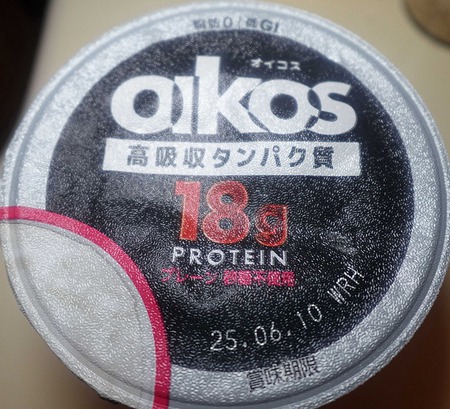 脂肪0/低GI
オイコス
oikos
高吸収タンパク質
18g
PROTEIN
プレーン 砂糖不使用
25.06.10 WRH
賞味期限